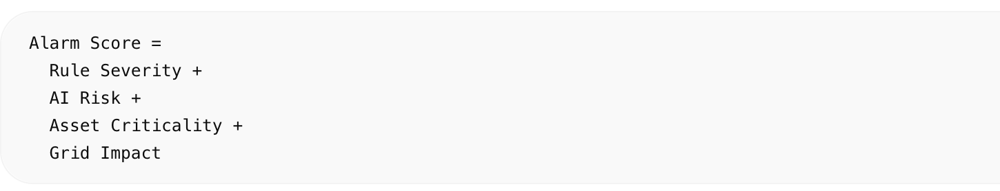 Alarm Score =
  Rule Severity +
  AI Risk +
  Asset Criticality +
  Grid Impact